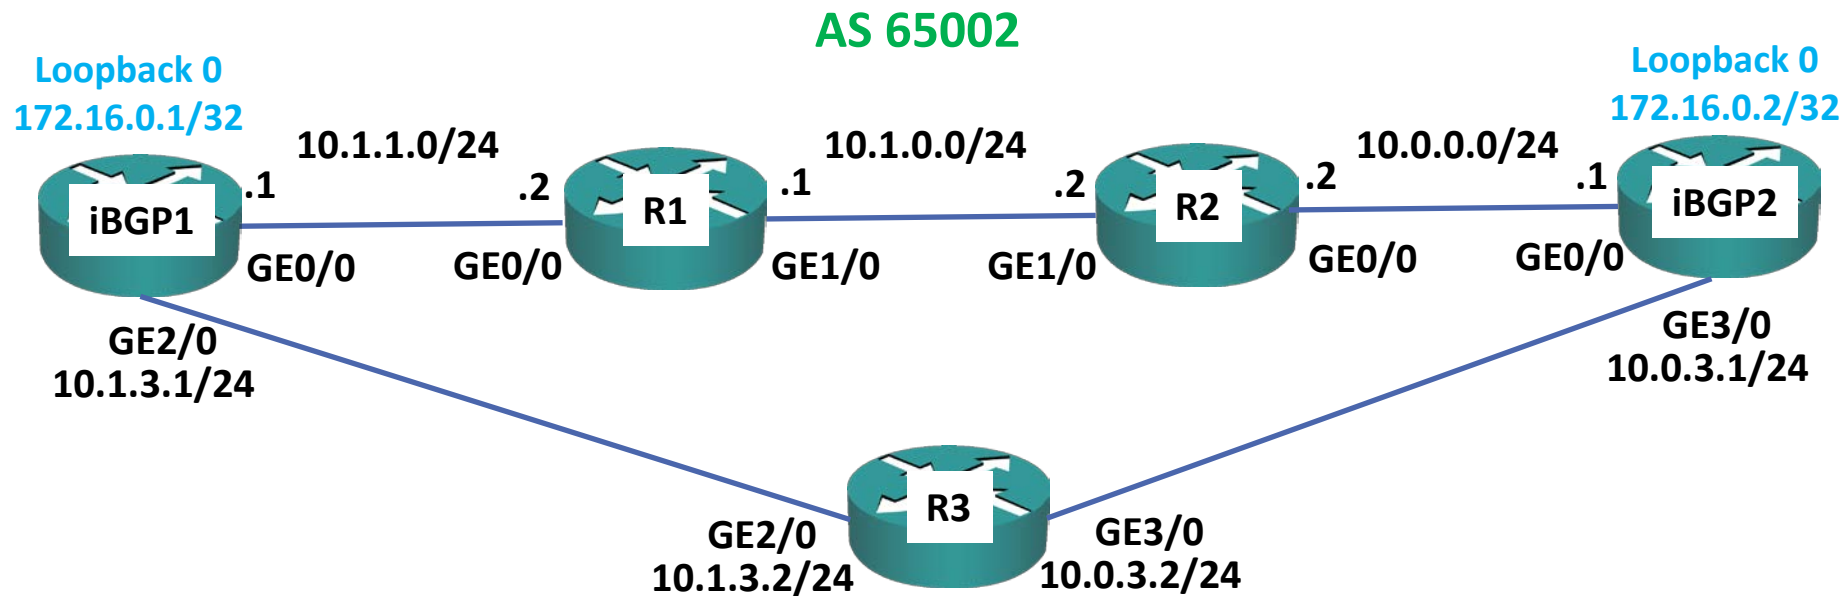 AS 65002
Loopback 0
172.16.0.1/32
Loopback 0
172.16.0.2/32
10.1.1.0/24
10.1.0.0/24
10.0.0.0/24
.1
.2
.1
.2
.2
.1
iBGP1
R1
R2
iBGP2
GE0/0
GE0/0
GE1/0
GE1/0
GE0/0
GE0/0
GE2/0
10.1.3.1/24
GE3/0
10.0.3.1/24
R3
GE2/0
10.1.3.2/24
GE3/0
10.0.3.2/24